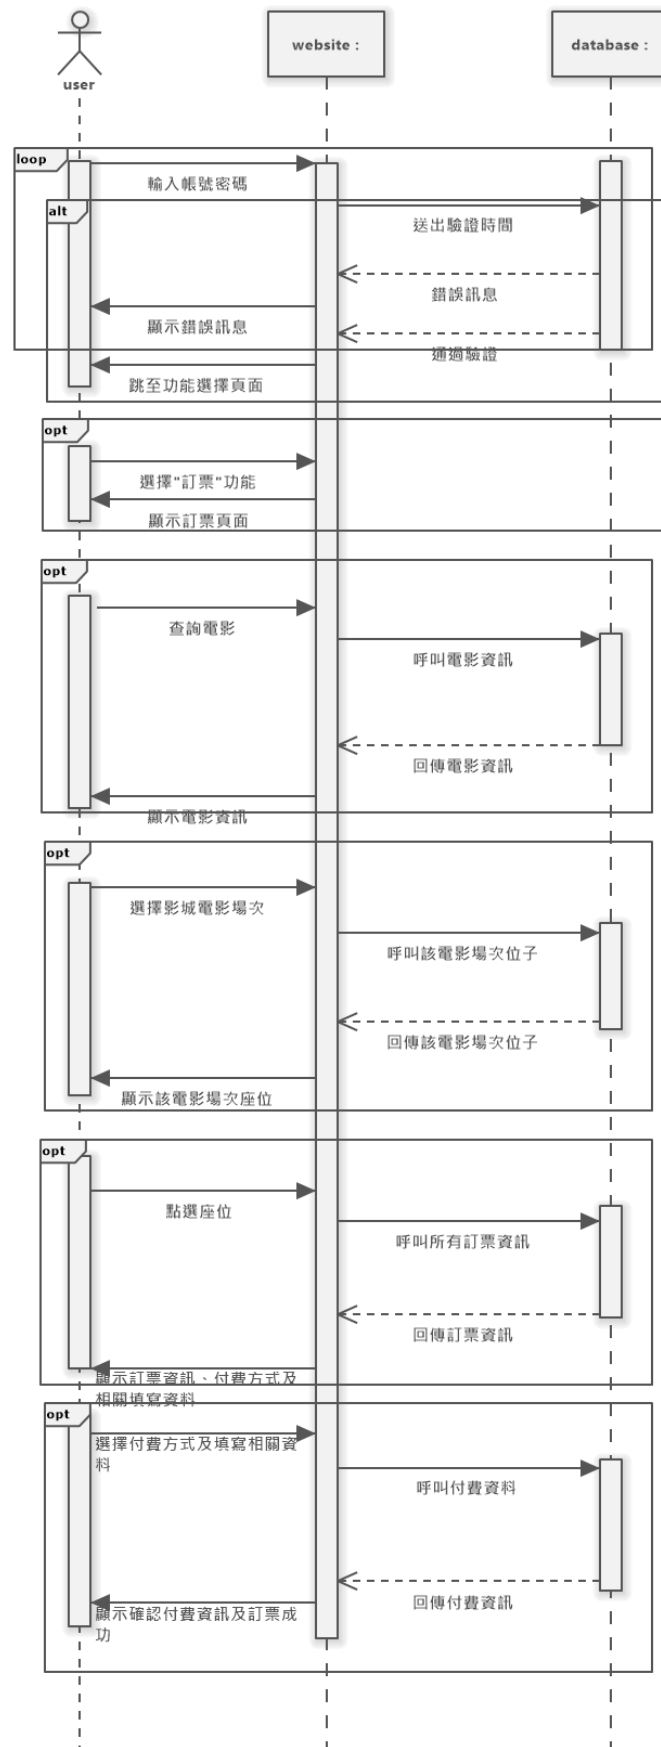 user
website :
database :
loop
輸入帳號密碼
alt
送出驗證時間
錯誤訊息
顯示錯誤訊息
通過驗證
跳至功能選擇頁面
opt
選擇"訂票"功能
顯示訂票頁面
opt
查詢電影
呼叫電影資訊
回傳電影資訊
顯示電影資訊
opt
選擇影城電影場次
呼叫該電影場次位子
回傳該電影場次位子
顯示該電影場次座位
opt
點選座位
呼叫所有訂票資訊
回傳訂票資訊
顯示訂票資訊、付費方式及
相關填寫資料
opt
選擇付費方式及填寫相關資
料
呼叫付費資料
回傳付費資訊
顯示確認付費資訊及訂票成
功